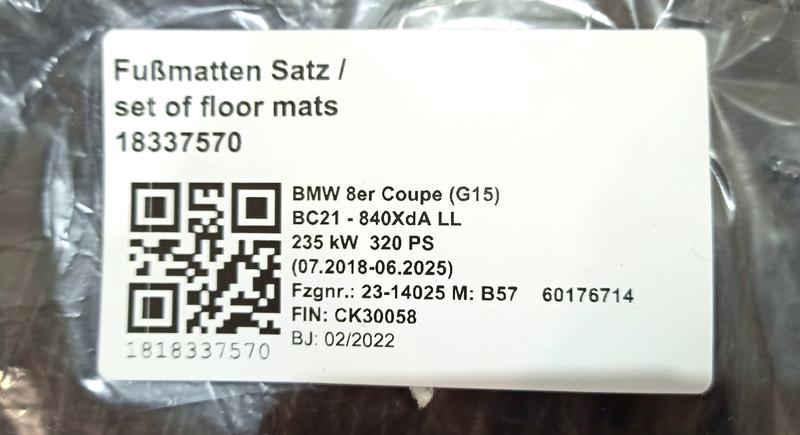 Fußmatten Satz /
set of floor mats
18337570
BMW 8er Coupe (G15)
BC21 - 840XdA LL
235 kW 320 PS
(07.2018-06.2025)
Fzgnr.: 23-14025 M: B57 60176714
FIN: CK30058
BJ: 02/2022
1818337570